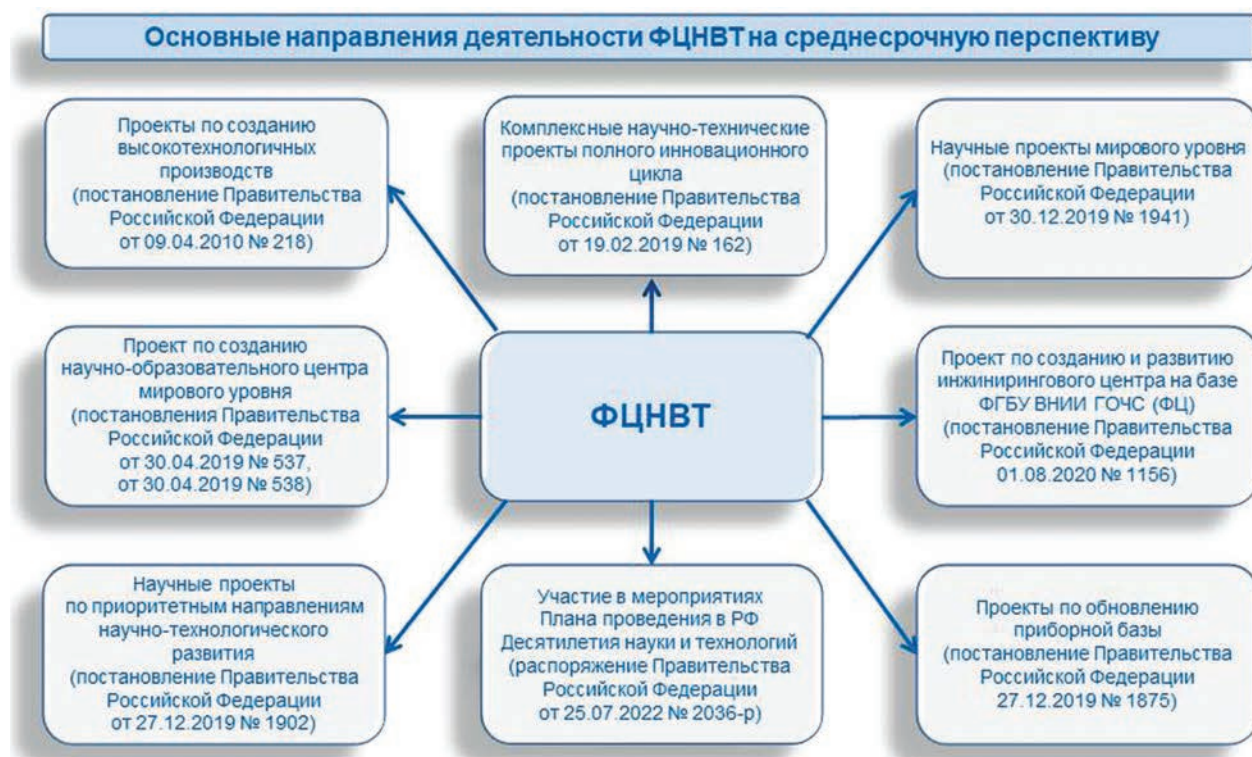 Основные направления деятельности ФЦНВТ на среднесрочную перспективу
Проекты по созданию
высокотехнологичных
производств
(постановление Правительства
Российской Федерации
от 09.04.2010 № 218)
Комплексные научно-технические
проекты полного инновационного
цикла
(постановление Правительства
Российской Федерации
от 19.02.2019 № 162)
Научные проекты мирового уровня
(постановление Правительства
Российской Федерации
от 30.12.2019 № 1941)
Проект по созданию
научно-образовательного центра
мирового уровня
(постановления Правительства
Российской Федерации
от 30.04.2019 № 537,
от 30.04.2019 № 538)
ФЦНВТ
Проект по созданию и развитию
инжинирингового центра на базе
ФГБУ ВНИИ ГОЧС (ФЦ)
(постановление Правительства
Российской Федерации
01.08.2020 № 1156)
Научные проекты
по приоритетным направлениям
научно-технологического
развития
(постановление Правительства
Российской Федерации
от 27.12.2019 № 1902)
Участие в мероприятиях
Плана проведения в РФ
Десятилетия науки и технологий
(распоряжение Правительства
Российской Федерации
от 25.07.2022 № 2036-р)
Проекты по обновлению
приборной базы
(постановление Правительства
Российской Федерации
27.12.2019 № 1875)